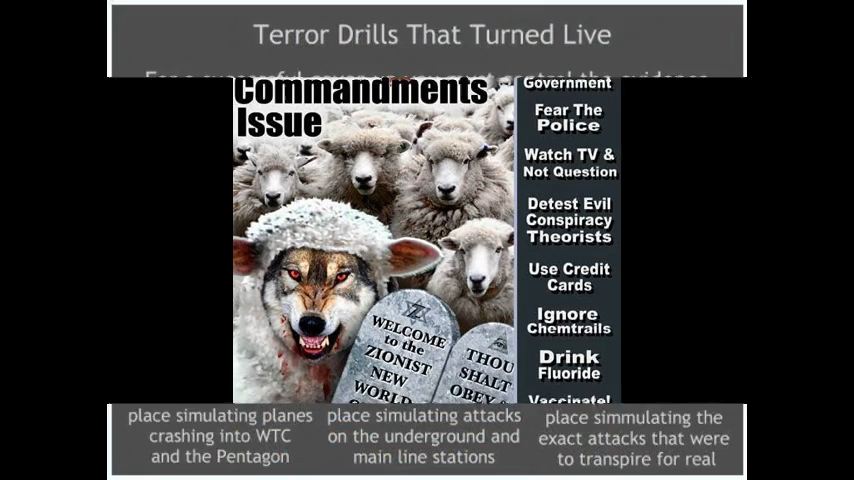 Terror Drills That Turned Live
Commandments
Issue
Government
Fear The
Police
Watch TV &
Not Question
Detest Evil
Conspiracy
Theorists
Use Credit
Cards
Ignore
Chemtrails
Drink
Fluoride
Vaccinate!
WELCOME
to the
ZIONIST
NEW
WORLD
THOU
SHALT
OBEY
place simulating planes
crashing into WTC
and the Pentagon
place simulating attacks
on the underground and
main line stations
place simmulating the
exact attacks that were
to transpire for real